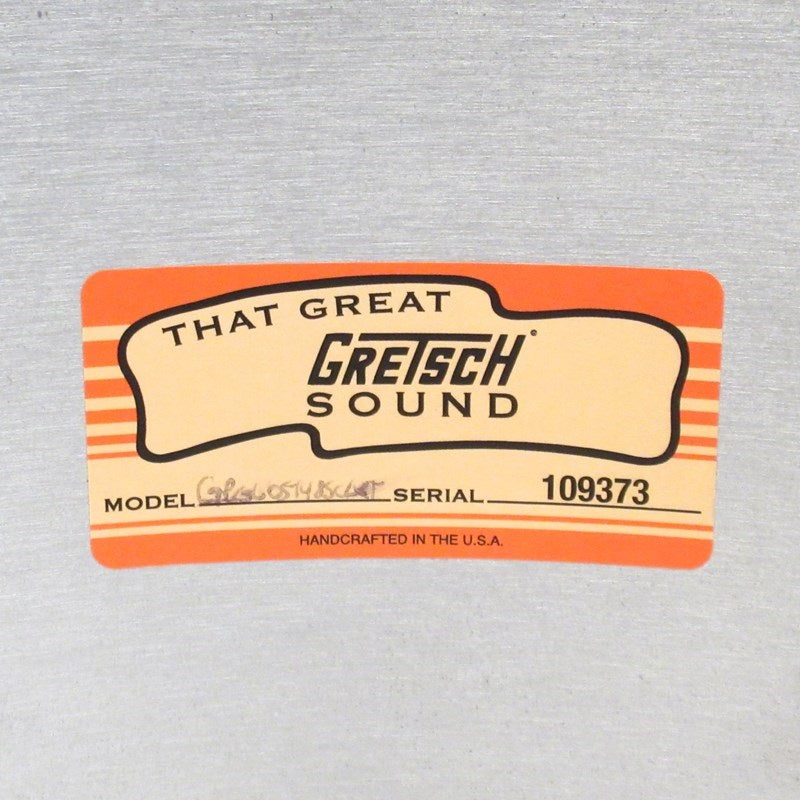 THAT GREAT
GRETSCH®
SOUND
MODEL SERIAL 109373
HANDCRAFTED IN THE U.S.A.